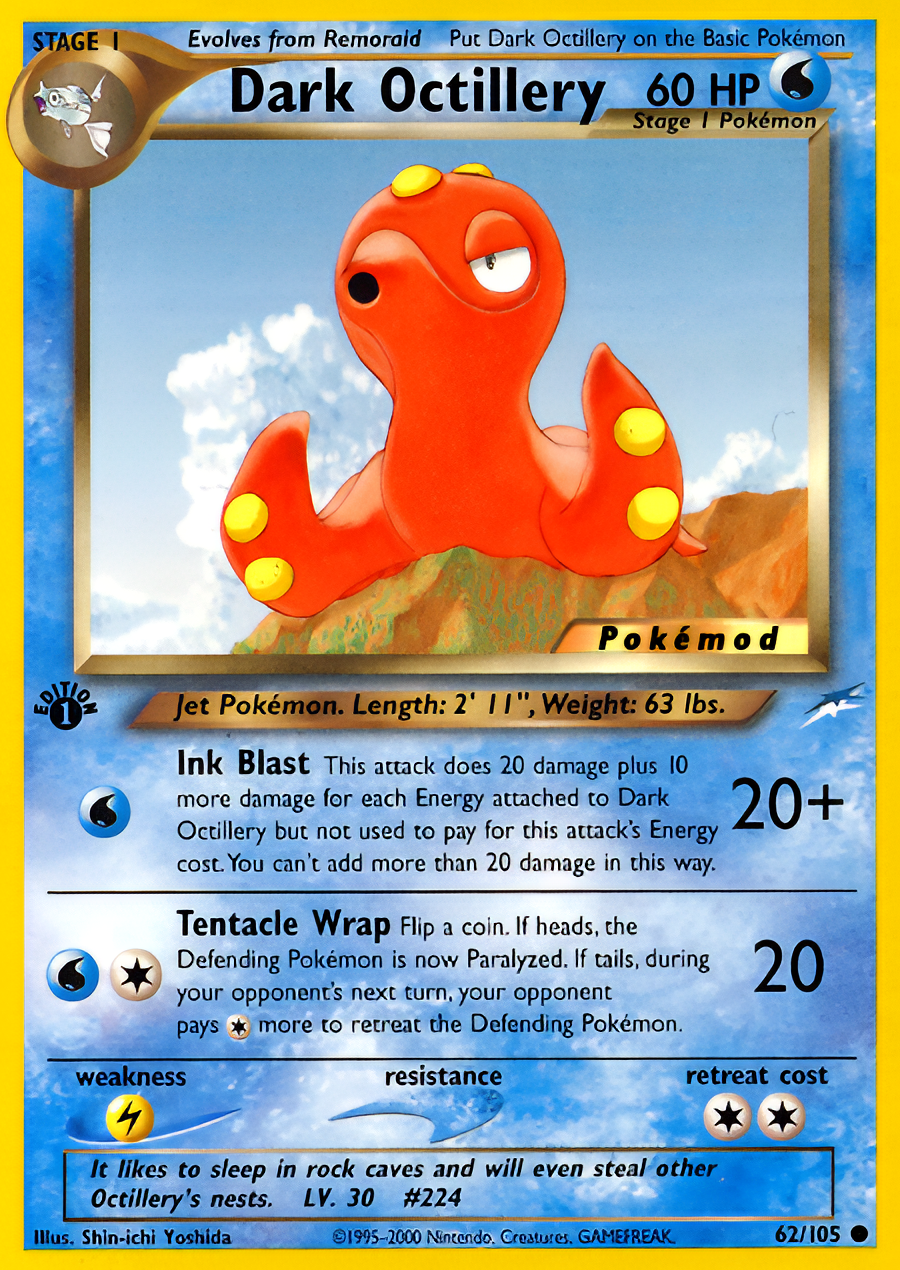 STAGE 1
Evolves from Remoraid
Put Dark Octillery on the Basic Pokémon
Dark Octillery
60 HP
Stage 1 Pokémon
Pokémod
EDITION
1
Jet Pokémon. Length: 2' 11", Weight: 63 lbs.
Ink Blast This attack does 20 damage plus 10
more damage for each Energy attached to Dark
Octillery but not used to pay for this attack's Energy
cost. You can't add more than 20 damage in this way.
20+
Tentacle Wrap Flip a coin. If heads, the
Defending Pokémon is now Paralyzed. If tails, during
your opponent's next turn, your opponent
pays more to retreat the Defending Pokémon.
20
weakness
resistance
retreat cost
It likes to sleep in rock caves and will even steal other
Octillery's nests. LV. 30 #224
Illus. Shin-ichi Yoshida
©1995-2000 Nintendo, Creatures, GAMEFREAK.
62/105